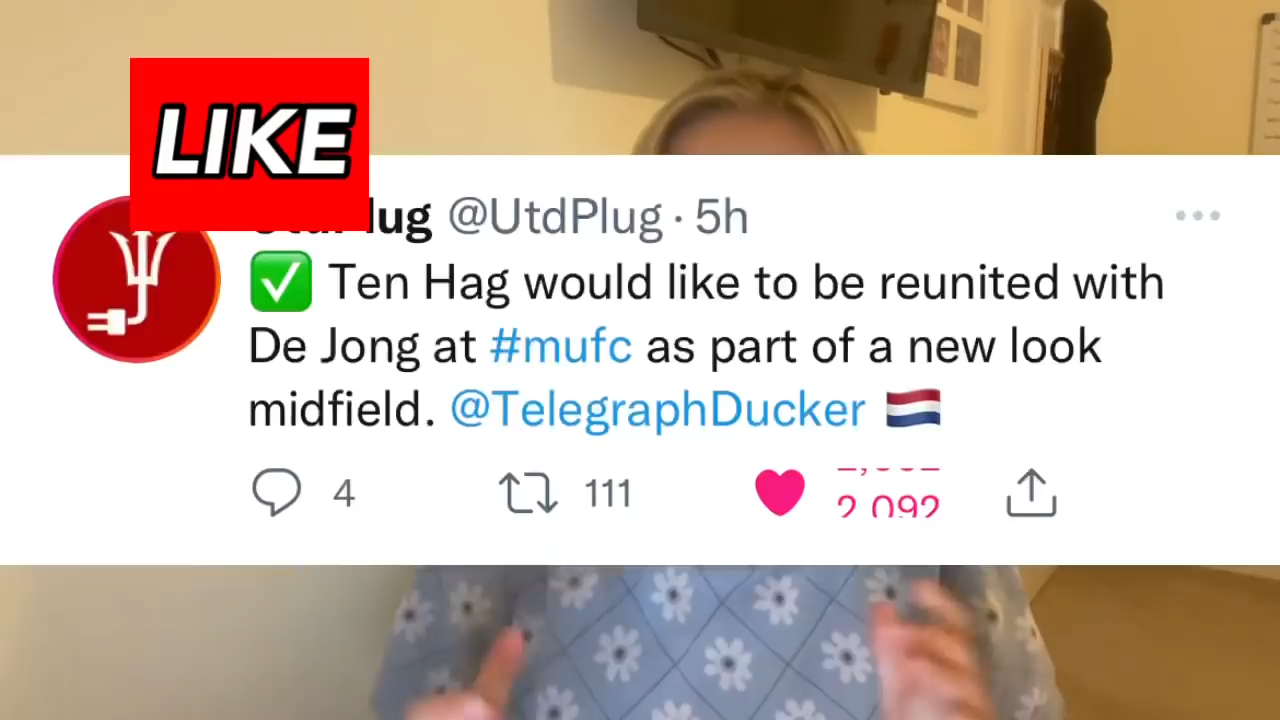 LIKE
lug @UtdPlug · 5h
✅ Ten Hag would like to be reunited with
De Jong at #mufc as part of a new look
midfield. @TelegraphDucker 🇳🇱
4 111 2,092